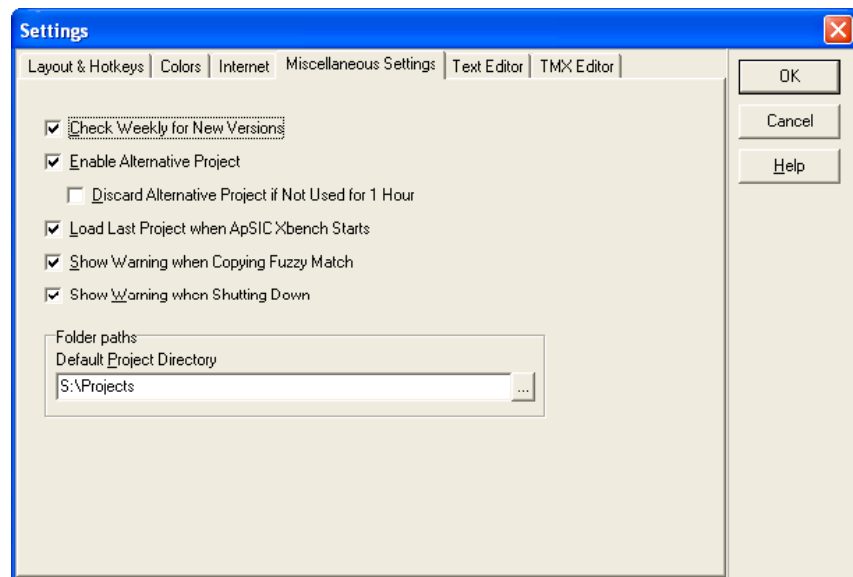 Settings
Layout & Hotkeys Colors Internet Miscellaneous Settings Text Editor TMX Editor
OK
Cancel
Help
Check Weekly for New Versions
Enable Alternative Project
Discard Alternative Project if Not Used for 1 Hour
Load Last Project when ApSIC Xbench Starts
Show Warning when Copying Fuzzy Match
Show Warning when Shutting Down
Folder paths
Default Project Directory
S:\Projects
...